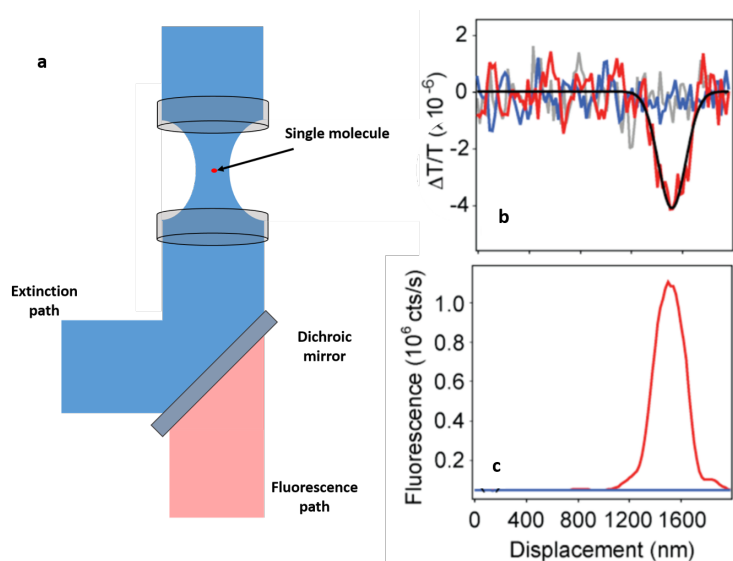 a
Single molecule
Extinction
path
Dichroic
mirror
Fluorescence
path
2
0
-2
-4
ΔT/T (λ 10⁻⁶)
b
1.0
0.8
0.6
0.4
0.2
Fluorescence (10⁶ cts/s)
c
0 400 800 1200 1600
Displacement (nm)